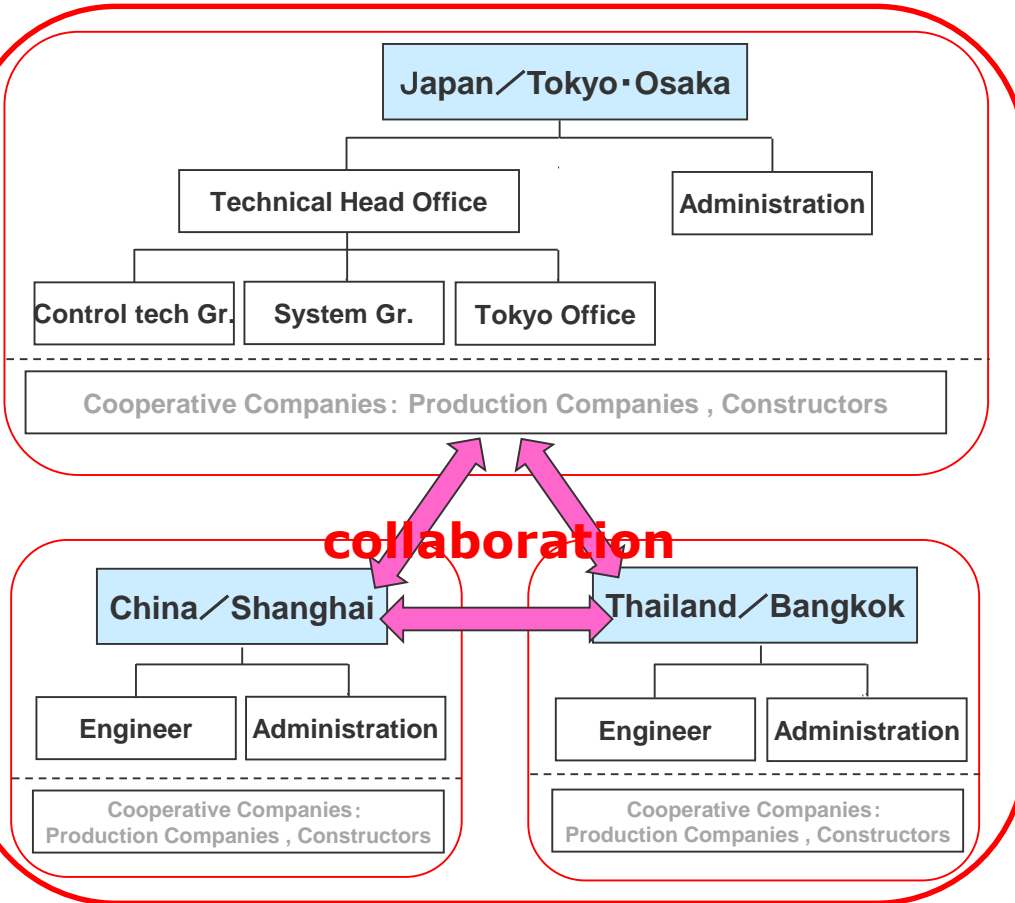 Japan／Tokyo・Osaka
Technical Head Office
Administration
Control tech Gr.
System Gr.
Tokyo Office
Cooperative Companies： Production Companies , Constructors
collaboration
China／Shanghai
Thailand／Bangkok
Engineer
Administration
Engineer
Administration
Cooperative Companies：
Production Companies , Constructors
Cooperative Companies：
Production Companies , Constructors